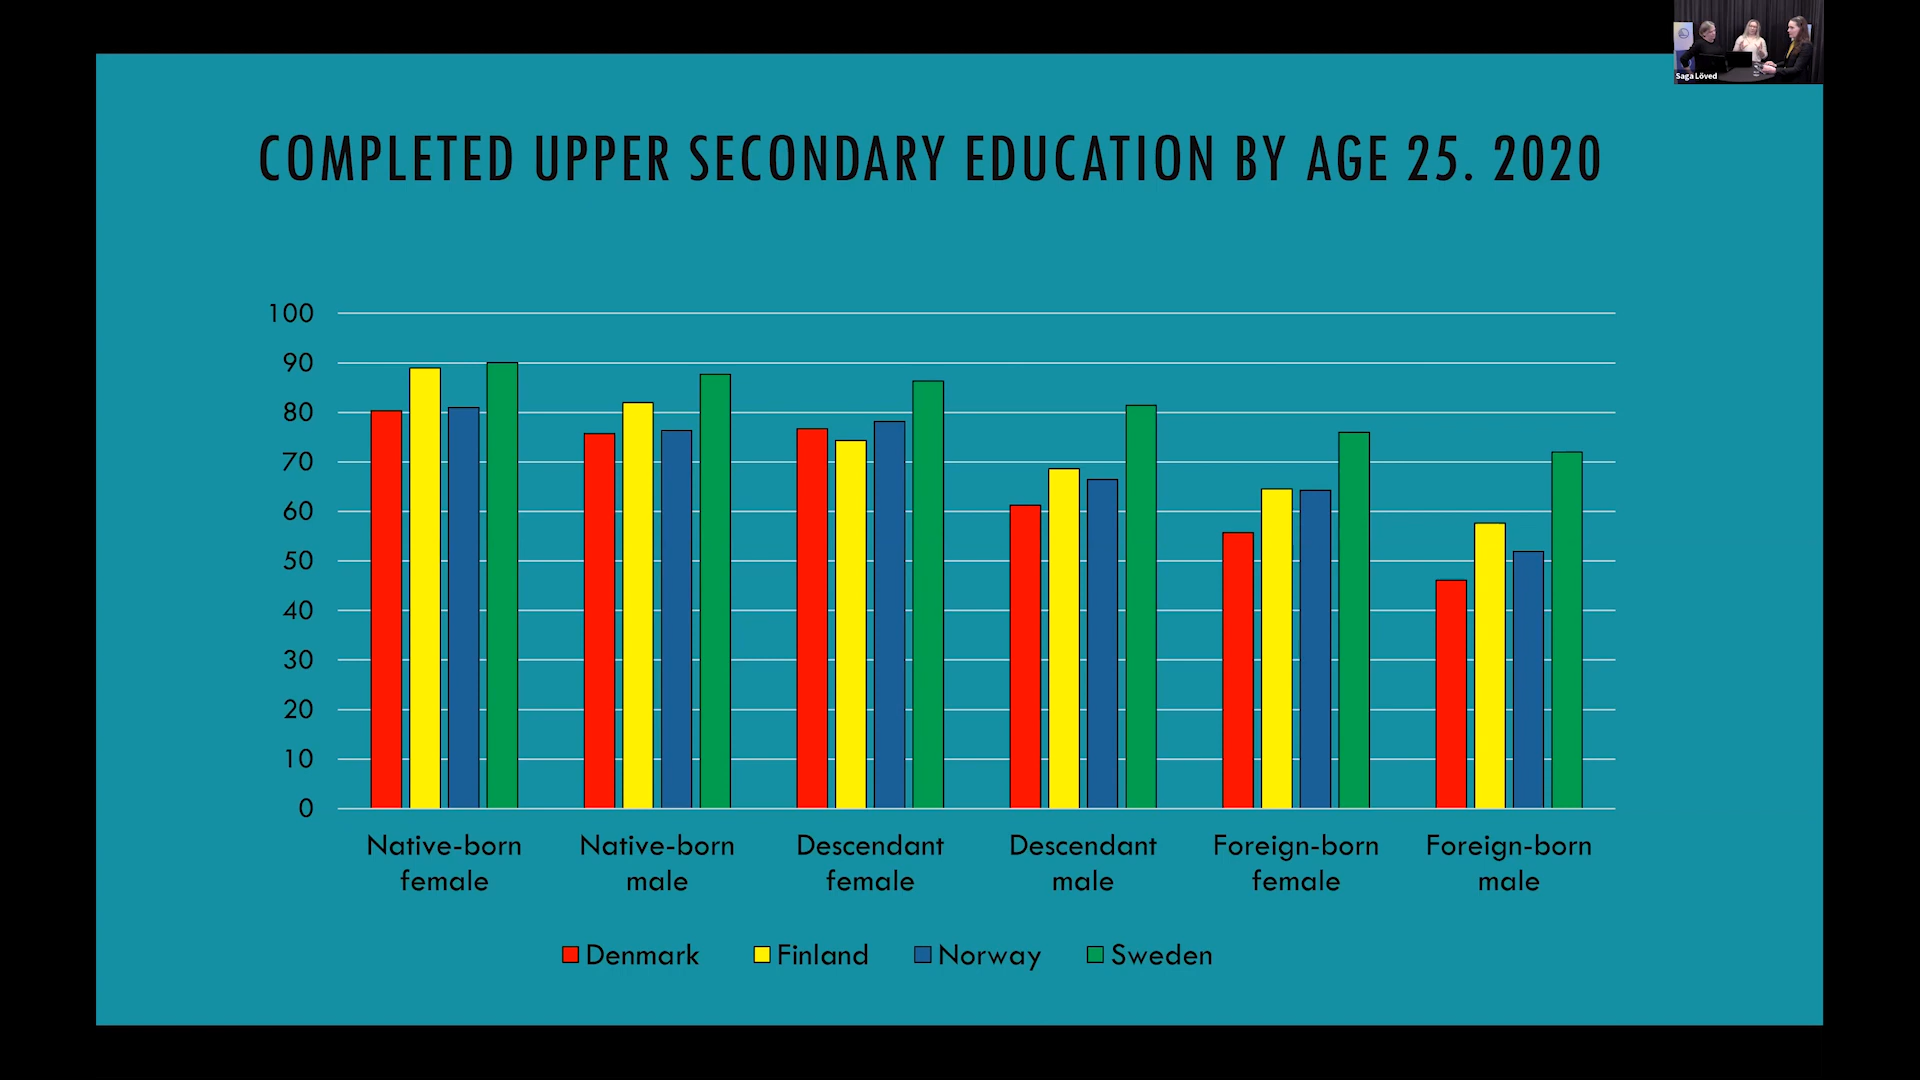 Saga Löved
COMPLETED UPPER SECONDARY EDUCATION BY AGE 25. 2020
100
90
80
70
60
50
40
30
20
10
0
Native-born female
Native-born male
Descendant female
Descendant male
Foreign-born female
Foreign-born male
Denmark
Finland
Norway
Sweden